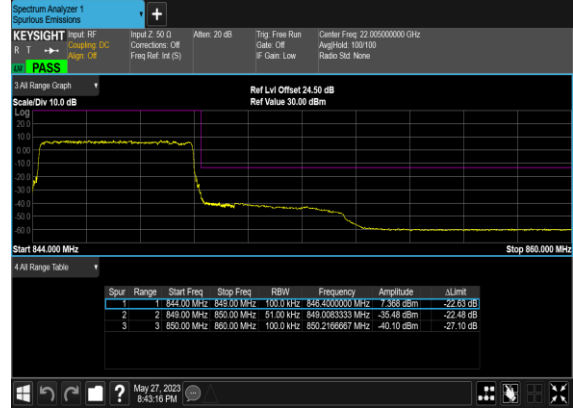 Spectrum Analyzer 1
Spurious Emissions
KEYSIGHT Input: RF Input Z: 50 Ω Atten: 20 dB Trig: Free Run Center Freq: 22.005000000 GHz
R T Coupling: DC Corrections: Off Gate: Off Avg|Hold: 100/100
Align: Off Freq Ref: Int (S) IF Gain: Low Radio Std: None
PASS
3 All Range Graph
Ref Lvl Offset 24.50 dB
Scale/Div 10.0 dB Ref Value 30.00 dBm
Log
20.0
10.0
0.00
-10.0
-20.0
-30.0
-40.0
-50.0
-60.0
Start 844.000 MHz Stop 860.000 MHz
4 All Range Table
Spur Range Start Freq Stop Freq RBW Frequency Amplitude ΔLimit
1 1 844.00 MHz 849.00 MHz 100.0 kHz 846.4000000 MHz 7.368 dBm -22.63 dB
2 2 849.00 MHz 850.00 MHz 51.00 kHz 849.0083333 MHz -35.48 dBm -22.48 dB
3 3 850.00 MHz 860.00 MHz 100.0 kHz 850.2166667 MHz -40.10 dBm -27.10 dB
? May 27, 2023
8:43:16 PM